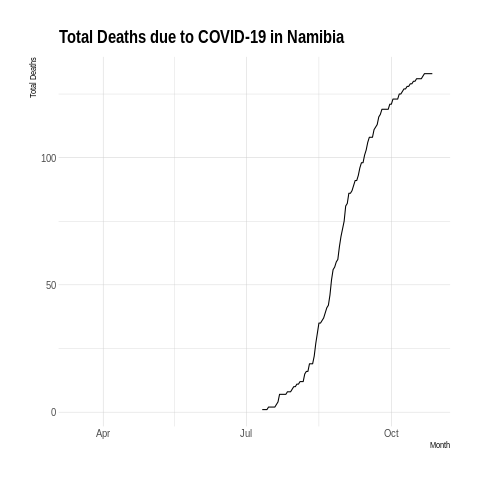 Total Deaths due to COVID-19 in Namibia
Total Deaths
100
50
0
Apr
Jul
Oct
Month